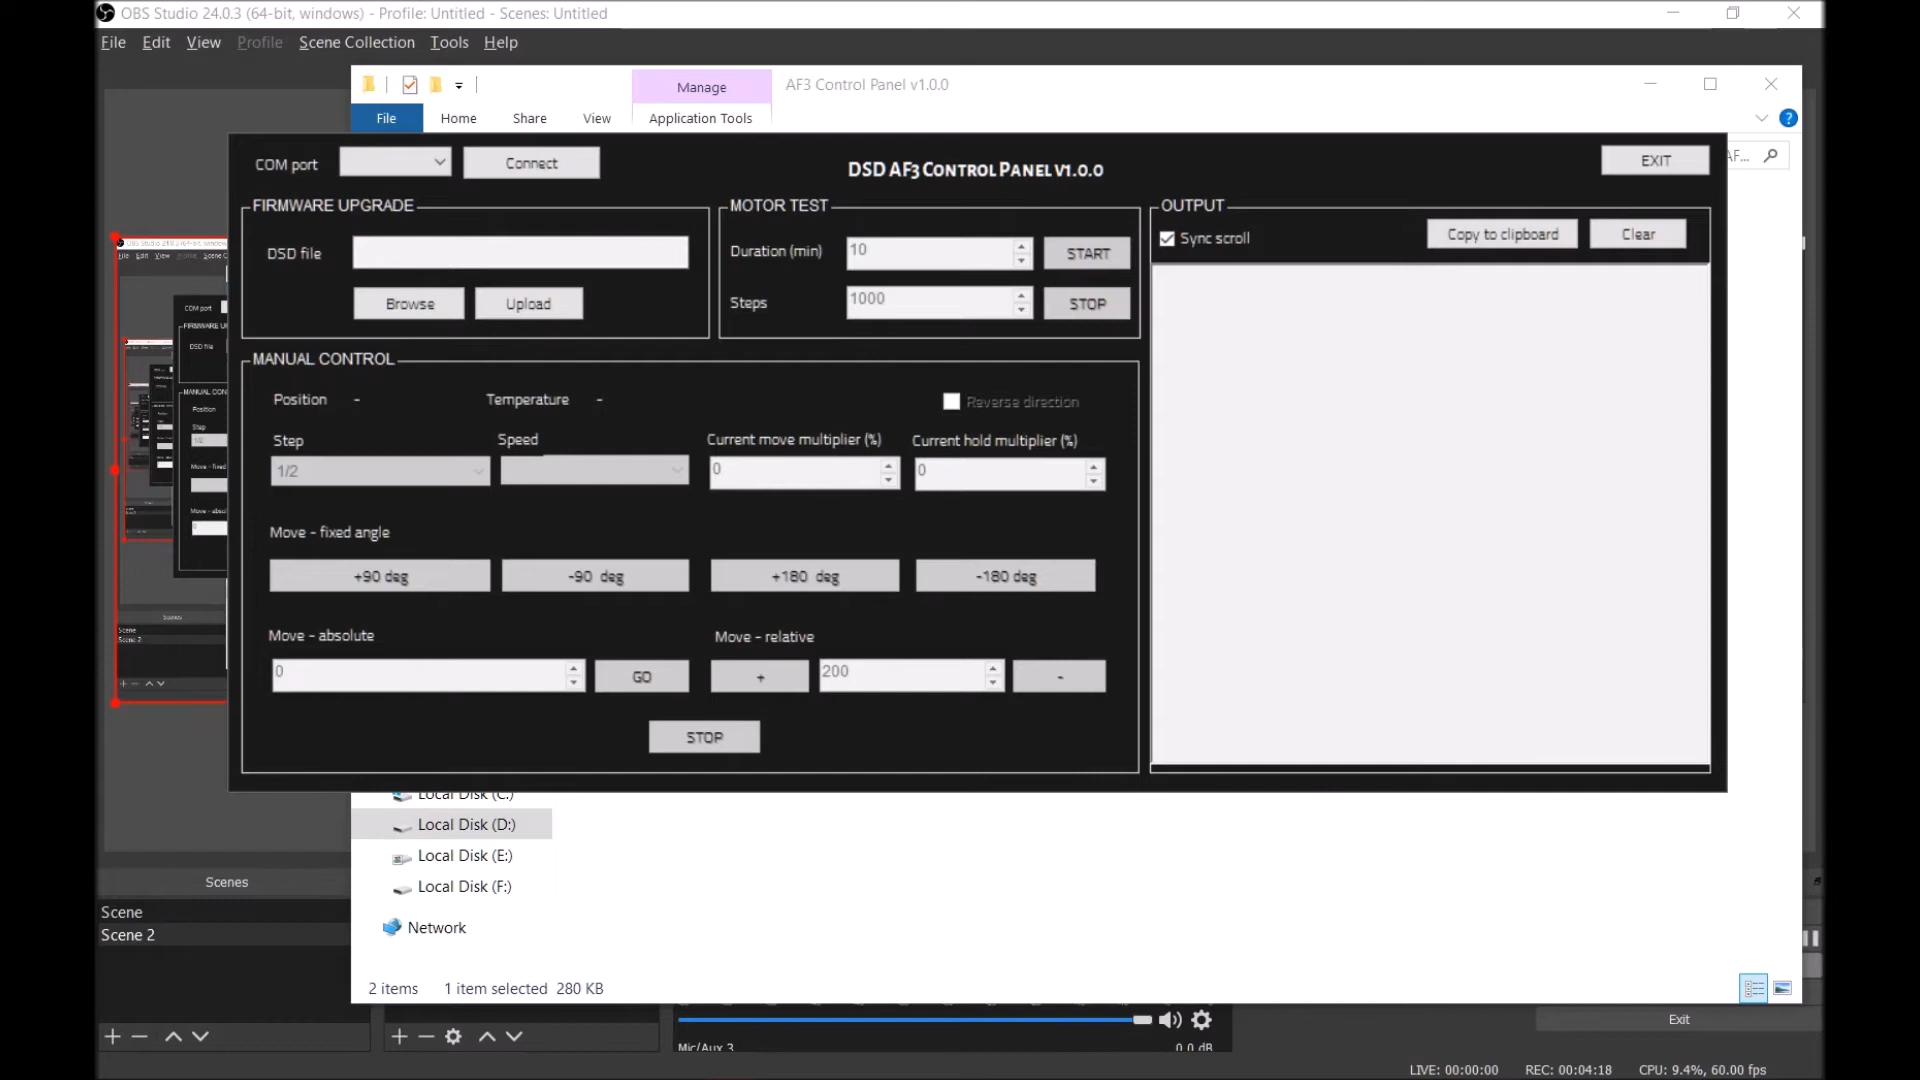 OBS Studio 24.0.3 (64-bit, windows) - Profile: Untitled - Scenes: Untitled
File Edit View Profile Scene Collection Tools Help
Manage AF3 Control Panel v1.0.0
File Home Share View Application Tools
COM port Connect DSD AF3 Control Panel v1.0.0 EXIT AF...
FIRMWARE UPGRADE MOTOR TEST OUTPUT
DSD file Duration (min) 10 START Sync scroll Copy to clipboard Clear
Browse Upload Steps 1000 STOP
MANUAL CONTROL
Position - Temperature - Reverse direction
Step Speed Current move multiplier (%) Current hold multiplier (%)
1/2 0 0
Move - fixed angle
+90 deg -90 deg +180 deg -180 deg
Move - absolute Move - relative
0 GO + 200 -
STOP
Local Disk (C:)
Local Disk (D:)
Local Disk (E:)
Local Disk (F:)
Network
2 items 1 item selected 280 KB
Scenes
Scene
Scene 2
Mic/Aux 3 0.0 dB
Exit
LIVE: 00:00:00 REC: 00:04:18 CPU: 9.4%, 60.00 fps